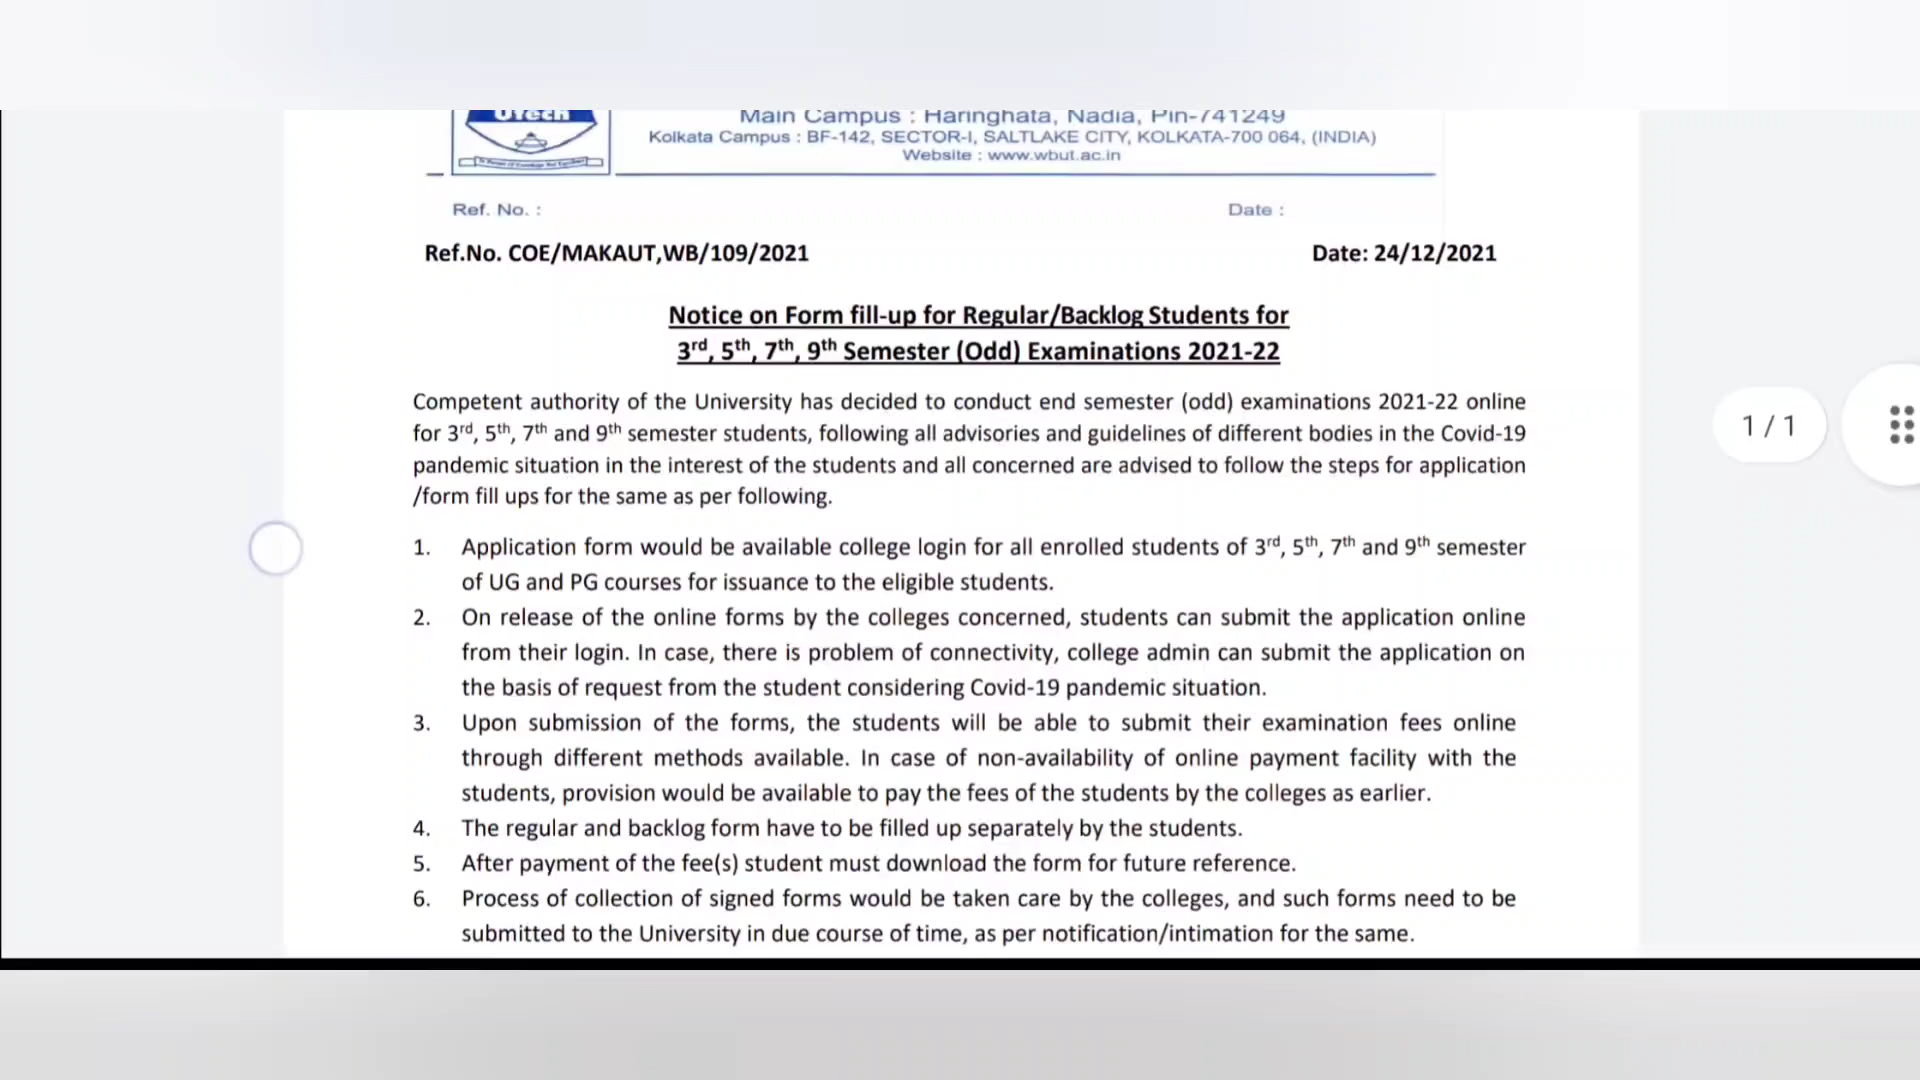 UTech
Main Campus : Haringhata, Nadia, Pin-741249
Kolkata Campus : BF-142, SECTOR-I, SALTLAKE CITY, KOLKATA-700 064, (INDIA)
Website : www.wbut.ac.in
Ref. No. :
Date :
Ref.No. COE/MAKAUT,WB/109/2021
Date: 24/12/2021
Notice on Form fill-up for Regular/Backlog Students for
3rd, 5th, 7th, 9th Semester (Odd) Examinations 2021-22
Competent authority of the University has decided to conduct end semester (odd) examinations 2021-22 online
for 3rd, 5th, 7th and 9th semester students, following all advisories and guidelines of different bodies in the Covid-19
pandemic situation in the interest of the students and all concerned are advised to follow the steps for application
/form fill ups for the same as per following.
1. Application form would be available college login for all enrolled students of 3rd, 5th, 7th and 9th semester
of UG and PG courses for issuance to the eligible students.
2. On release of the online forms by the colleges concerned, students can submit the application online
from their login. In case, there is problem of connectivity, college admin can submit the application on
the basis of request from the student considering Covid-19 pandemic situation.
3. Upon submission of the forms, the students will be able to submit their examination fees online
through different methods available. In case of non-availability of online payment facility with the
students, provision would be available to pay the fees of the students by the colleges as earlier.
4. The regular and backlog form have to be filled up separately by the students.
5. After payment of the fee(s) student must download the form for future reference.
6. Process of collection of signed forms would be taken care by the colleges, and such forms need to be
submitted to the University in due course of time, as per notification/intimation for the same.
1 / 1